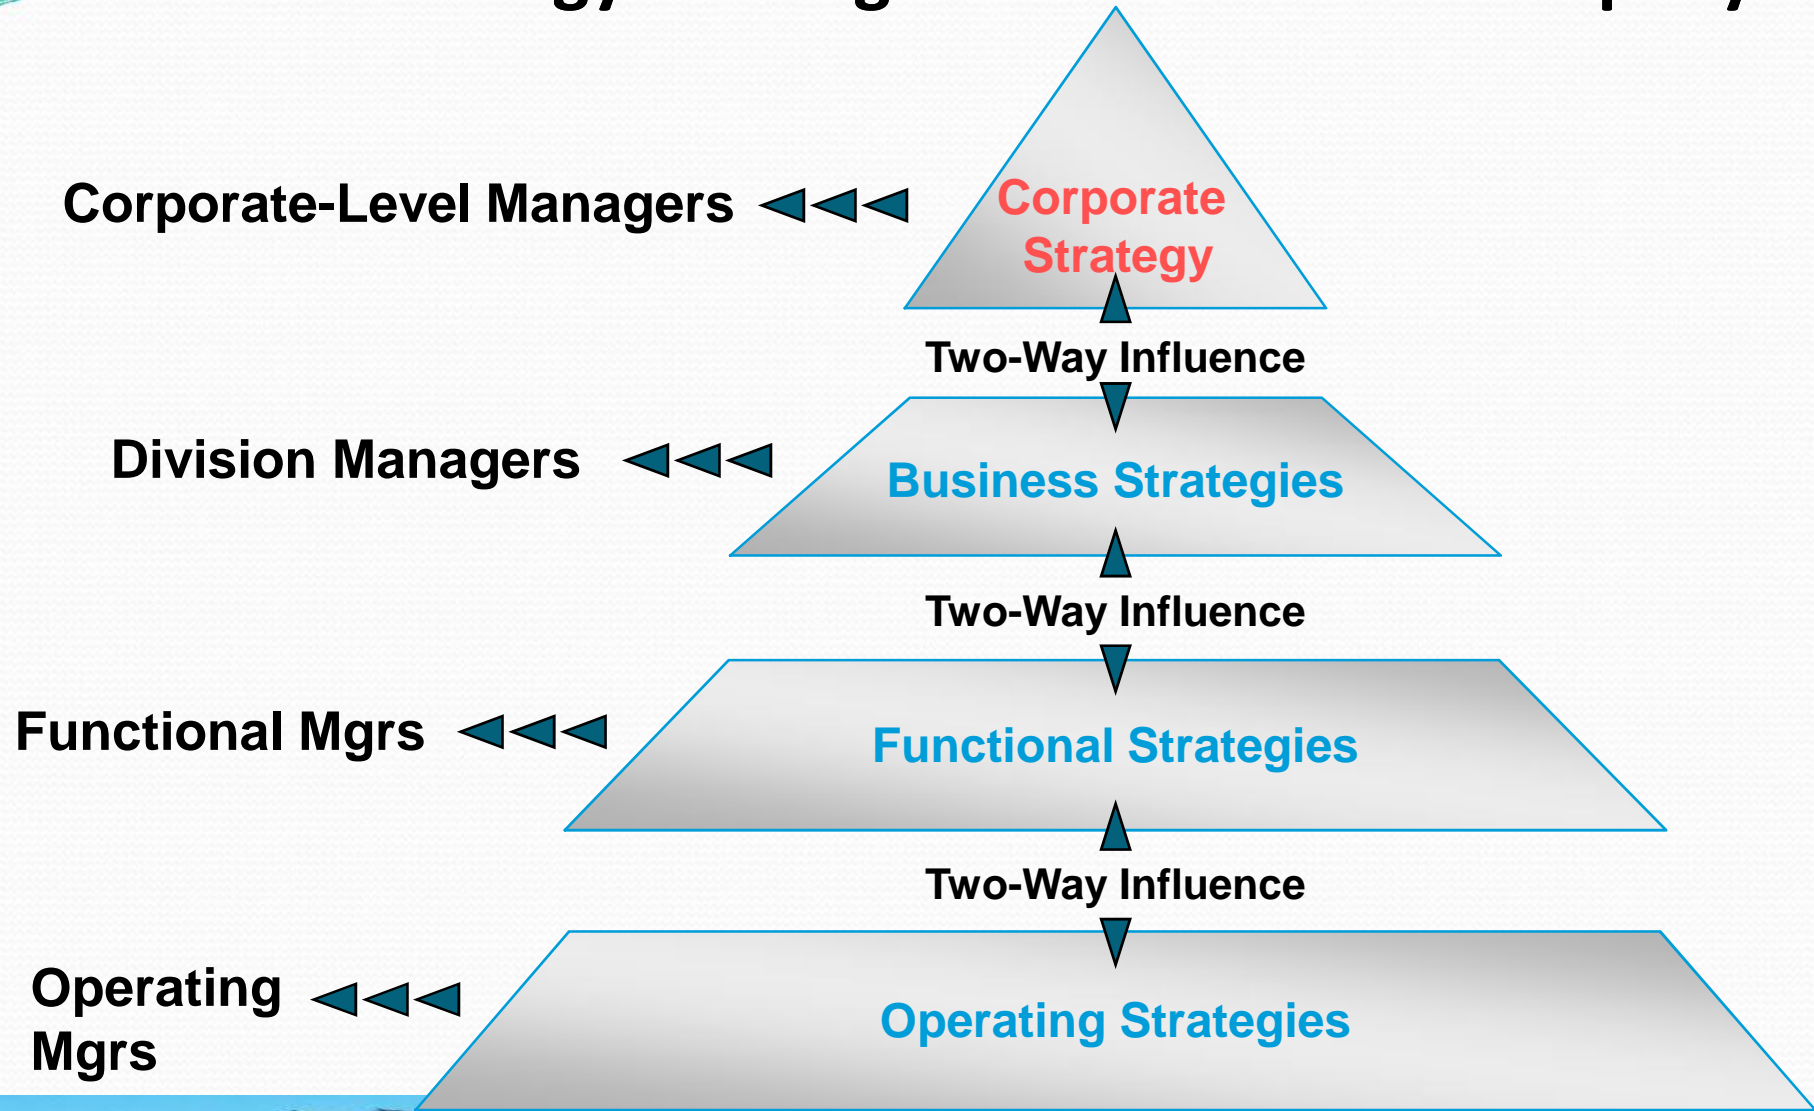 Corporate-Level Managers
Corporate
Strategy
Two-Way Influence
Division Managers
Business Strategies
Two-Way Influence
Functional Mgrs
Functional Strategies
Two-Way Influence
Operating
Mgrs
Operating Strategies